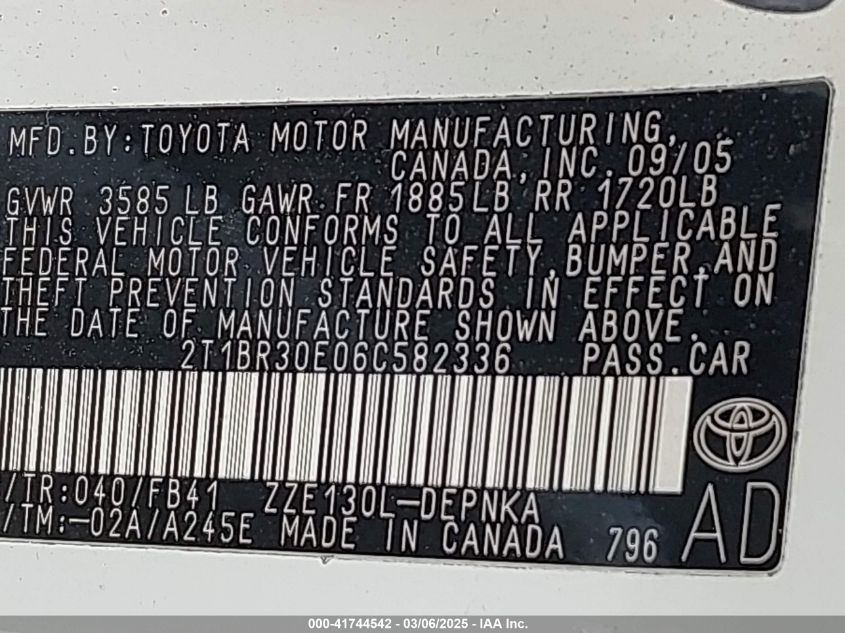 MFD.BY:TOYOTA MOTOR MANUFACTURING,
CANADA,INC.09/05
GVWR 3585LB GAWR FR 1885LB RR 1720LB
THIS VEHICLE CONFORMS TO ALL APPLICABLE
FEDERAL MOTOR VEHICLE SAFETY,BUMPER,AND
THEFT PREVENTION STANDARDS IN EFFECT ON
THE DATE OF MANUFACTURE SHOWN ABOVE.
2T1BR30E06C582336 PASS.CAR
/TR:040/FB41 ZZE130L-DEPNKA
/TM:-02A/A245E MADE IN CANADA 796 AD
000-41744542 - 03/06/2025 - IAA Inc.